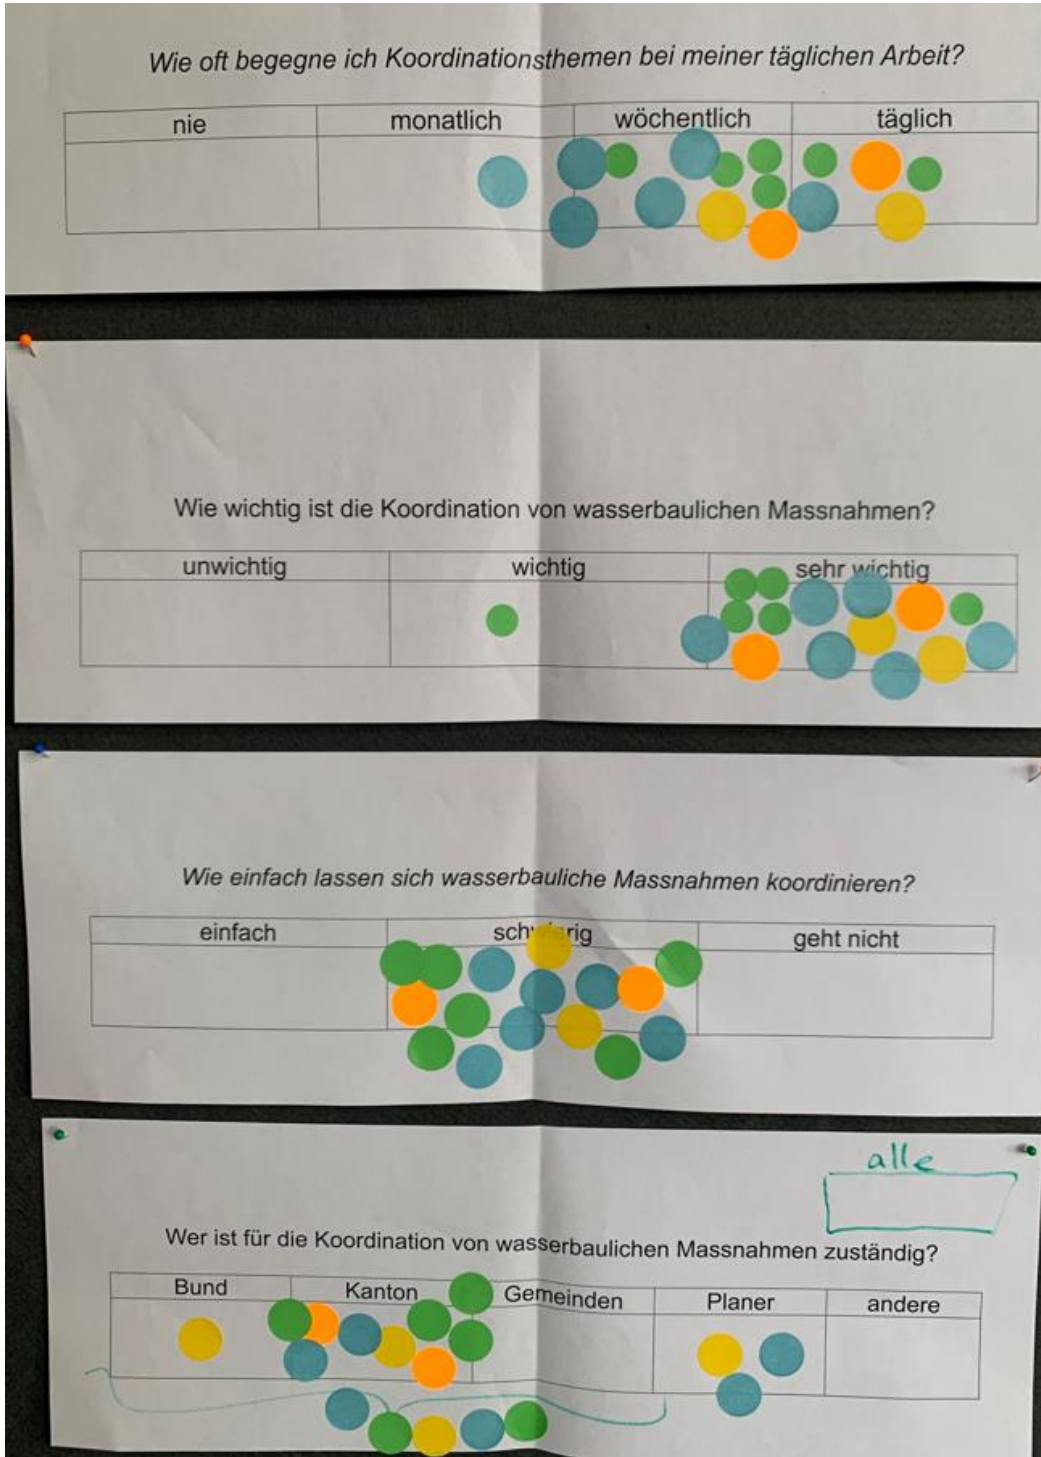 Wie oft begegne ich Koordinationsthemen bei meiner täglichen Arbeit?
nie monatlich wöchentlich täglich
Wie wichtig ist die Koordination von wasserbaulichen Massnahmen?
unwichtig wichtig sehr wichtig
Wie einfach lassen sich wasserbauliche Massnahmen koordinieren?
einfach schwierig geht nicht
alle
Wer ist für die Koordination von wasserbaulichen Massnahmen zuständig?
Bund Kanton Gemeinden Planer andere